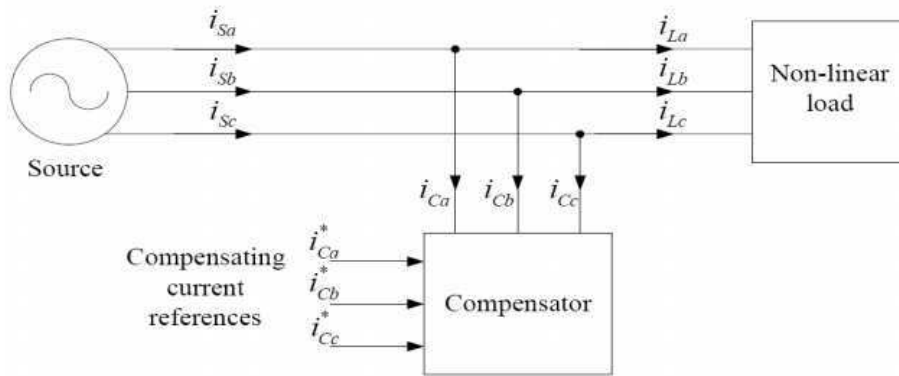 i_Sa
i_La
i_Sb
i_Lb
Non-linear
load
i_Sc
i_Lc
Source
i_Ca
i_Cb
i_Cc
Compensating
current
references
i*_Ca
i*_Cb
i*_Cc
Compensator